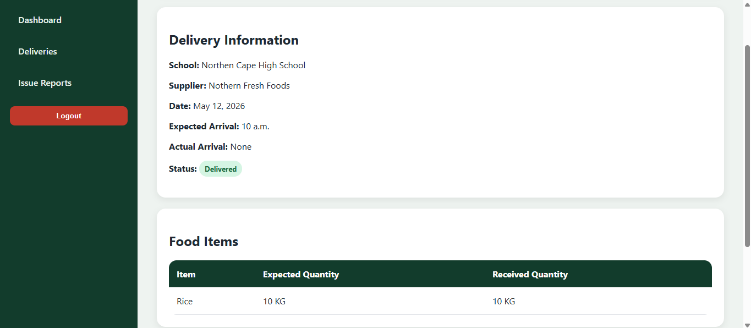 Dashboard
Deliveries
Issue Reports
Logout
Delivery Information
School: Northen Cape High School
Supplier: Nothern Fresh Foods
Date: May 12, 2026
Expected Arrival: 10 a.m.
Actual Arrival: None
Status: Delivered
Food Items
Item Expected Quantity Received Quantity
Rice 10 KG 10 KG